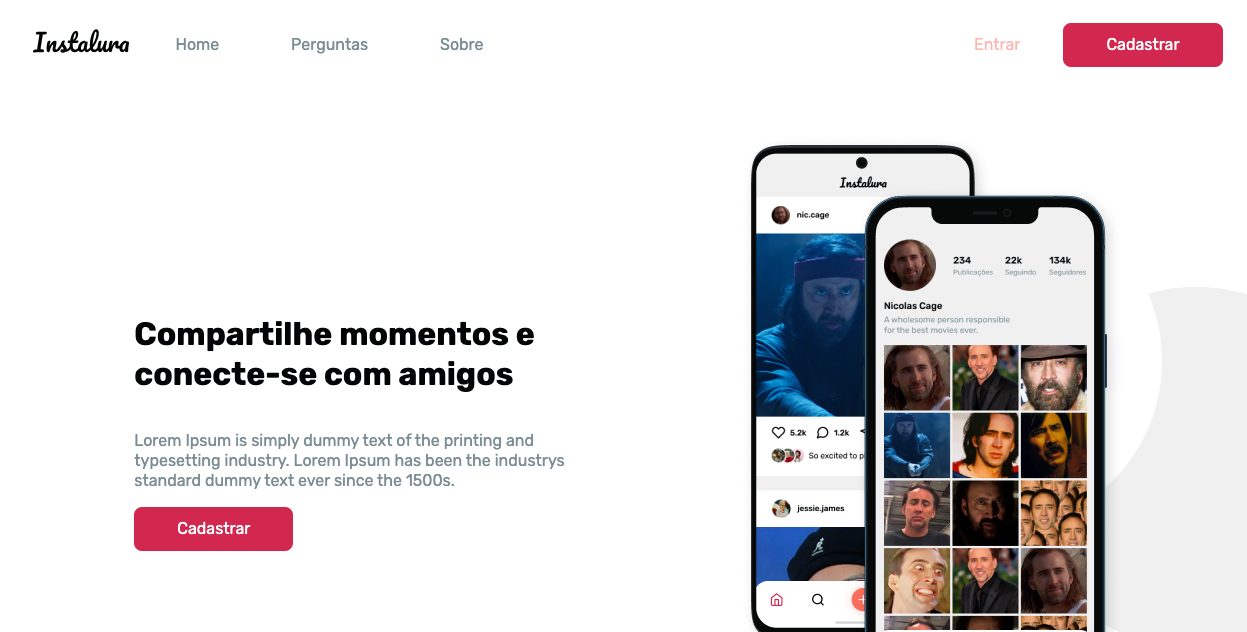 Instalura
Home
Perguntas
Sobre
Entrar
Cadastrar
Compartilhe momentos e
conecte-se com amigos
Lorem Ipsum is simply dummy text of the printing and
typesetting industry. Lorem Ipsum has been the industrys
standard dummy text ever since the 1500s.
Cadastrar
Instalura
nic.cage
5.2k
1.2k
So excited to p
jessie.james
234
Publicações
22k
Seguindo
134k
Seguidores
Nicolas Cage
A wholesome person responsible
for the best movies ever.